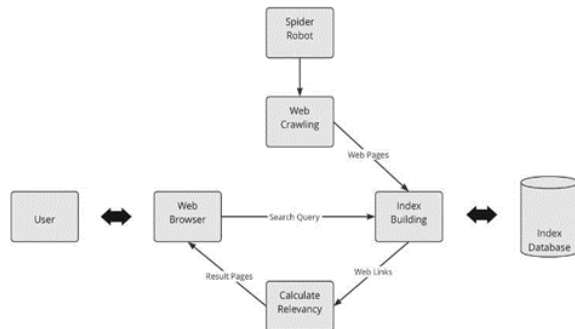 Spider
Robot
Web
Crawling
Web Pages
User
Web
Browser
Search Query
Index
Building
Index
Database
Result Pages
Web Links
Calculate
Relevancy